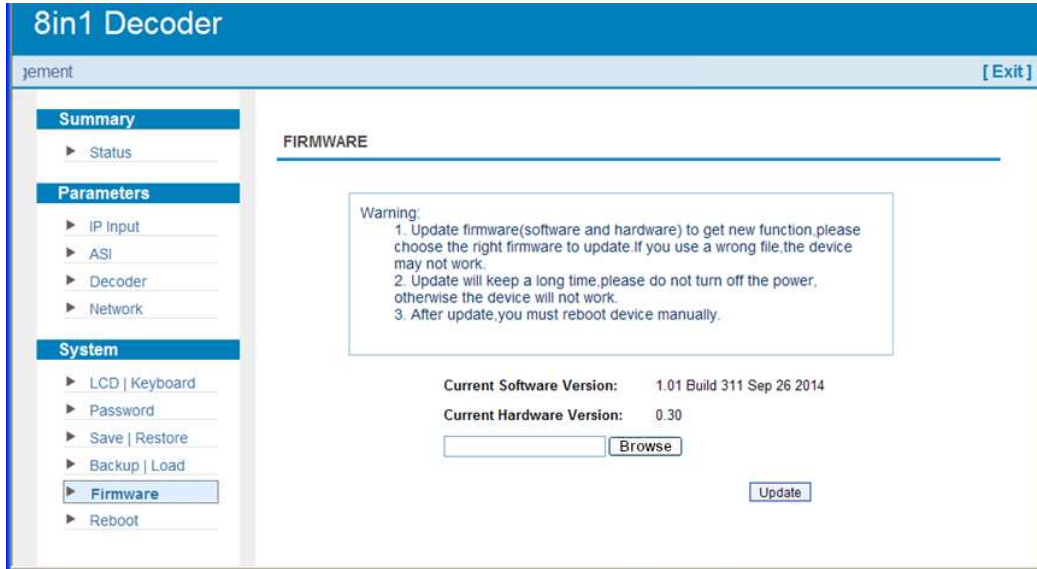 8in1 Decoder
gement
[ Exit ]
Summary
Status
Parameters
IP Input
ASI
Decoder
Network
System
LCD | Keyboard
Password
Save | Restore
Backup | Load
Firmware
Reboot
FIRMWARE
Warning:
1. Update firmware(software and hardware) to get new function,please
choose the right firmware to update.If you use a wrong file,the device
may not work.
2. Update will keep a long time,please do not turn off the power,
otherwise the device will not work.
3. After update,you must reboot device manually.
Current Software Version: 1.01 Build 311 Sep 26 2014
Current Hardware Version: 0.30
Browse
Update